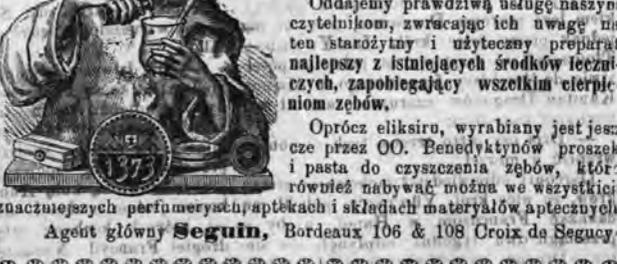 Oddajemy prawdziwą usługę naszym
czytelnikom, zwracając ich uwagę na
ten starożytny i użyteczny preparat
najlepszy z istniejących środków leczni-
czych, zapobiegający wszelkim cierpie-
niom zębów.
Oprócz eliksiru, wyrabiany jest jesz-
cze przez OO. Benedyktynów proszek
i pasta do czyszczenia zębów, któr
również nabywać można we wszystkich
znaczniejszych perfumeryach, aptekach i składach materyałów aptecznych
Agent główny Seguin, Bordeaux 106 & 108 Croix de Seguey
1373